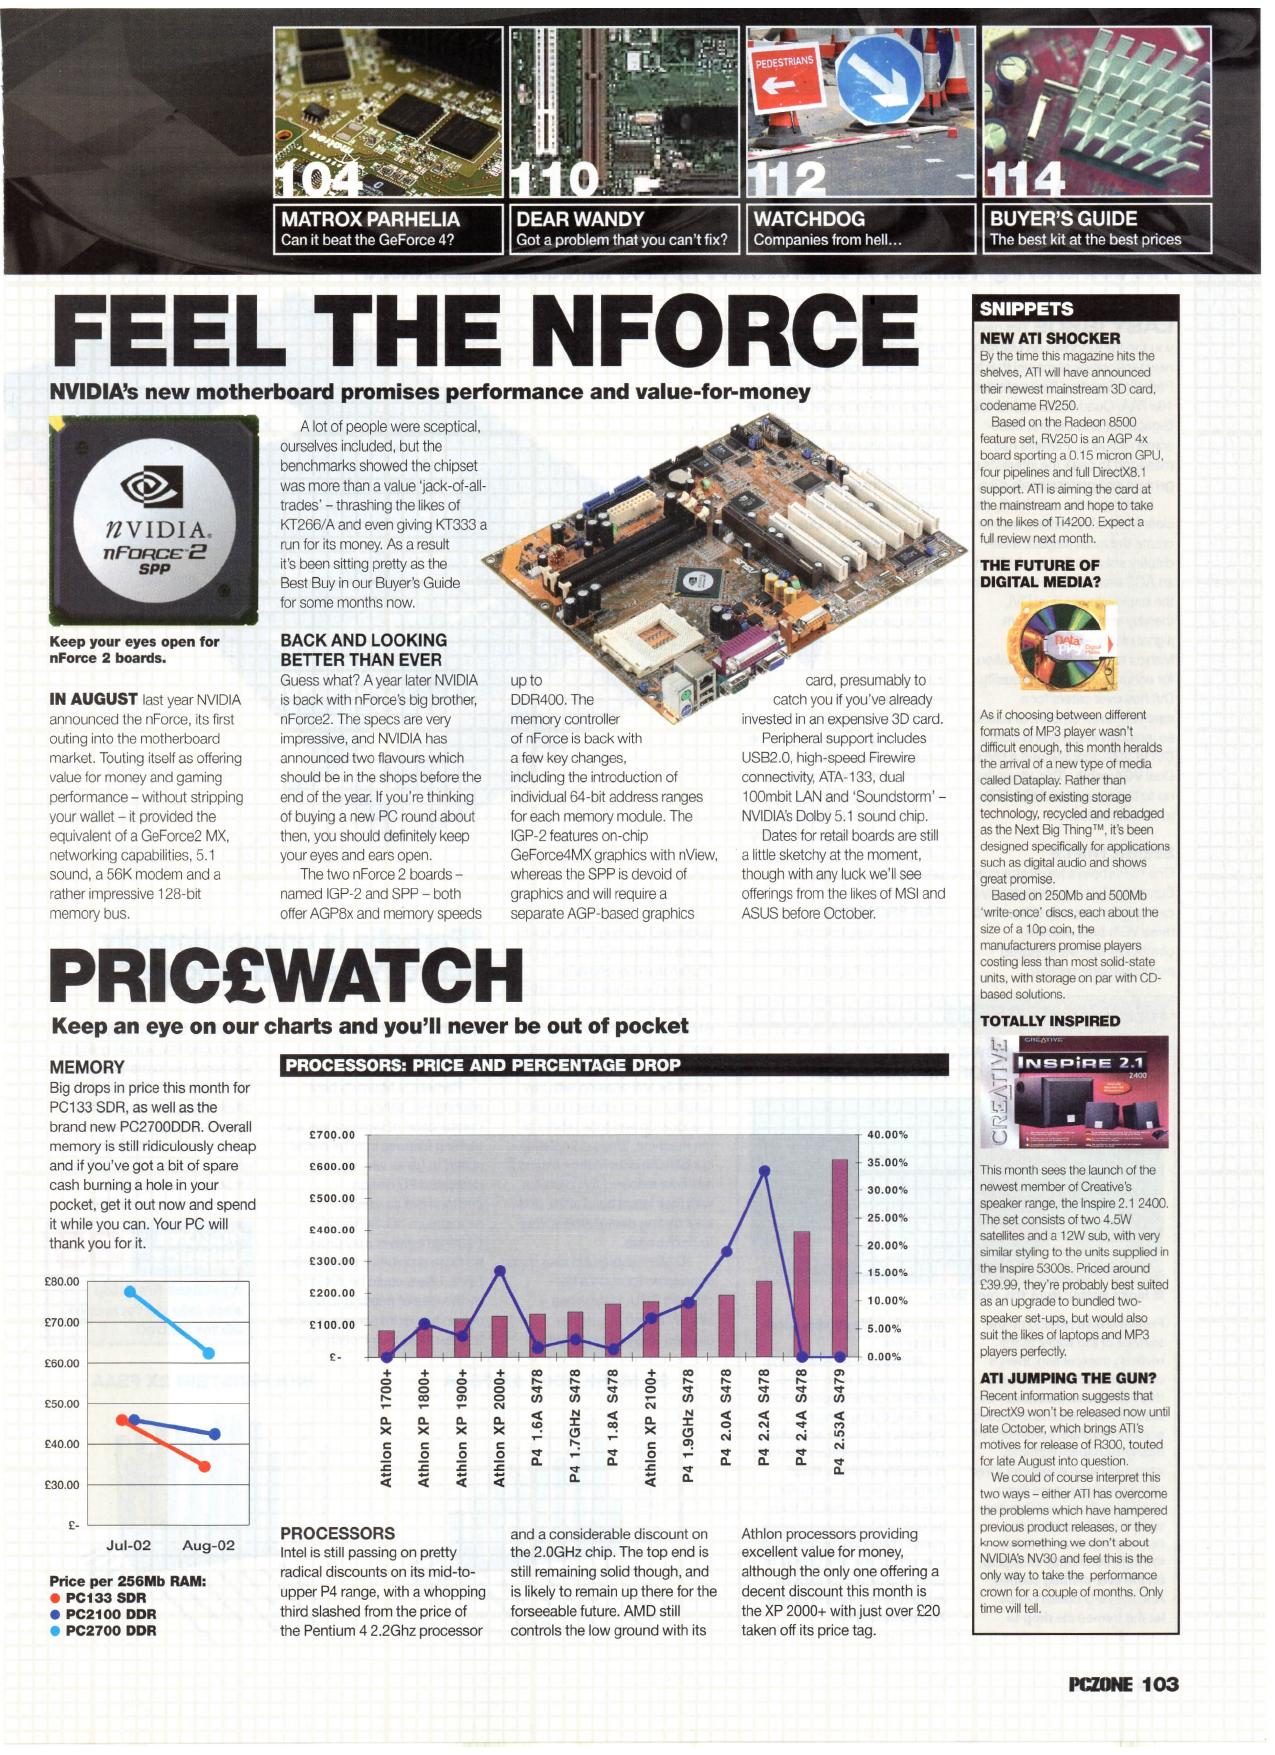 PEDESTRIANS
104
MATROX PARHELIA
Can it beat the GeForce 4?
110
DEAR WANDY
Got a problem that you can't fix?
112
WATCHDOG
Companies from hell...
114
BUYER'S GUIDE
The best kit at the best prices
FEEL THE NFORCE
NVIDIA's new motherboard promises performance and value-for-money
nVIDIA.
nFORCE™2
SPP
Keep your eyes open for
nForce 2 boards.
IN AUGUST last year NVIDIA
announced the nForce, its first
outing into the motherboard
market. Touting itself as offering
value for money and gaming
performance – without stripping
your wallet – it provided the
equivalent of a GeForce2 MX,
networking capabilities, 5.1
sound, a 56K modem and a
rather impressive 128-bit
memory bus.
A lot of people were sceptical,
ourselves included, but the
benchmarks showed the chipset
was more than a value 'jack-of-all-
trades' – thrashing the likes of
KT266/A and even giving KT333 a
run for its money. As a result
it's been sitting pretty as the
Best Buy in our Buyer's Guide
for some months now.
BACK AND LOOKING
BETTER THAN EVER
Guess what? A year later NVIDIA
is back with nForce's big brother,
nForce2. The specs are very
impressive, and NVIDIA has
announced two flavours which
should be in the shops before the
end of the year. If you're thinking
of buying a new PC round about
then, you should definitely keep
your eyes and ears open.
The two nForce 2 boards –
named IGP-2 and SPP – both
offer AGP8x and memory speeds
up to
DDR400. The
memory controller
of nForce is back with
a few key changes,
including the introduction of
individual 64-bit address ranges
for each memory module. The
IGP-2 features on-chip
GeForce4MX graphics with nView,
whereas the SPP is devoid of
graphics and will require a
separate AGP-based graphics
card, presumably to
catch you if you've already
invested in an expensive 3D card.
Peripheral support includes
USB2.0, high-speed Firewire
connectivity, ATA-133, dual
100mbit LAN and 'Soundstorm' –
NVIDIA's Dolby 5.1 sound chip.
Dates for retail boards are still
a little sketchy at the moment,
though with any luck we'll see
offerings from the likes of MSI and
ASUS before October.
PRIC£WATCH
Keep an eye on our charts and you'll never be out of pocket
MEMORY
Big drops in price this month for
PC133 SDR, as well as the
brand new PC2700DDR. Overall
memory is still ridiculously cheap
and if you've got a bit of spare
cash burning a hole in your
pocket, get it out now and spend
it while you can. Your PC will
thank you for it.
£80.00
£70.00
£60.00
£50.00
£40.00
£30.00
£-
Jul-02 Aug-02
Price per 256Mb RAM:
PC133 SDR
PC2100 DDR
PC2700 DDR
PROCESSORS: PRICE AND PERCENTAGE DROP
£700.00
£600.00
£500.00
£400.00
£300.00
£200.00
£100.00
£-
40.00%
35.00%
30.00%
25.00%
20.00%
15.00%
10.00%
5.00%
0.00%
Athlon XP 1700+
Athlon XP 1800+
Athlon XP 1900+
Athlon XP 2000+
P4 1.6A S478
P4 1.7GHz S478
P4 1.8A S478
Athlon XP 2100+
P4 1.9GHz S478
P4 2.0A S478
P4 2.2A S478
P4 2.4A S478
P4 2.53A S479
PROCESSORS
Intel is still passing on pretty
radical discounts on its mid-to-
upper P4 range, with a whopping
third slashed from the price of
the Pentium 4 2.2Ghz processor
and a considerable discount on
the 2.0GHz chip. The top end is
still remaining solid though, and
is likely to remain up there for the
forseeable future. AMD still
controls the low ground with its
Athlon processors providing
excellent value for money,
although the only one offering a
decent discount this month is
the XP 2000+ with just over £20
taken off its price tag.
SNIPPETS
NEW ATI SHOCKER
By the time this magazine hits the
shelves, ATI will have announced
their newest mainstream 3D card,
codename RV250.
Based on the Radeon 8500
feature set, RV250 is an AGP 4x
board sporting a 0.15 micron GPU,
four pipelines and full DirectX8.1
support. ATI is aiming the card at
the mainstream and hope to take
on the likes of Ti4200. Expect a
full review next month.
THE FUTURE OF
DIGITAL MEDIA?
Data
Play Digital
Media
As if choosing between different
formats of MP3 player wasn't
difficult enough, this month heralds
the arrival of a new type of media
called Dataplay. Rather than
consisting of existing storage
technology, recycled and rebadged
as the Next Big Thing™, it's been
designed specifically for applications
such as digital audio and shows
great promise.
Based on 250Mb and 500Mb
'write-once' discs, each about the
size of a 10p coin, the
manufacturers promise players
costing less than most solid-state
units, with storage on par with CD-
based solutions.
TOTALLY INSPIRED
CREATIVE
CREATIVE
INSPIRE 2.1
2400
This month sees the launch of the
newest member of Creative's
speaker range, the Inspire 2.1 2400.
The set consists of two 4.5W
satellites and a 12W sub, with very
similar styling to the units supplied in
the Inspire 5300s. Priced around
£39.99, they're probably best suited
as an upgrade to bundled two-
speaker set-ups, but would also
suit the likes of laptops and MP3
players perfectly.
ATI JUMPING THE GUN?
Recent information suggests that
DirectX9 won't be released now until
late October, which brings ATI's
motives for release of R300, touted
for late August into question.
We could of course interpret this
two ways – either ATI has overcome
the problems which have hampered
previous product releases, or they
know something we don't about
NVIDIA's NV30 and feel this is the
only way to take the performance
crown for a couple of months. Only
time will tell.
PCZONE 103